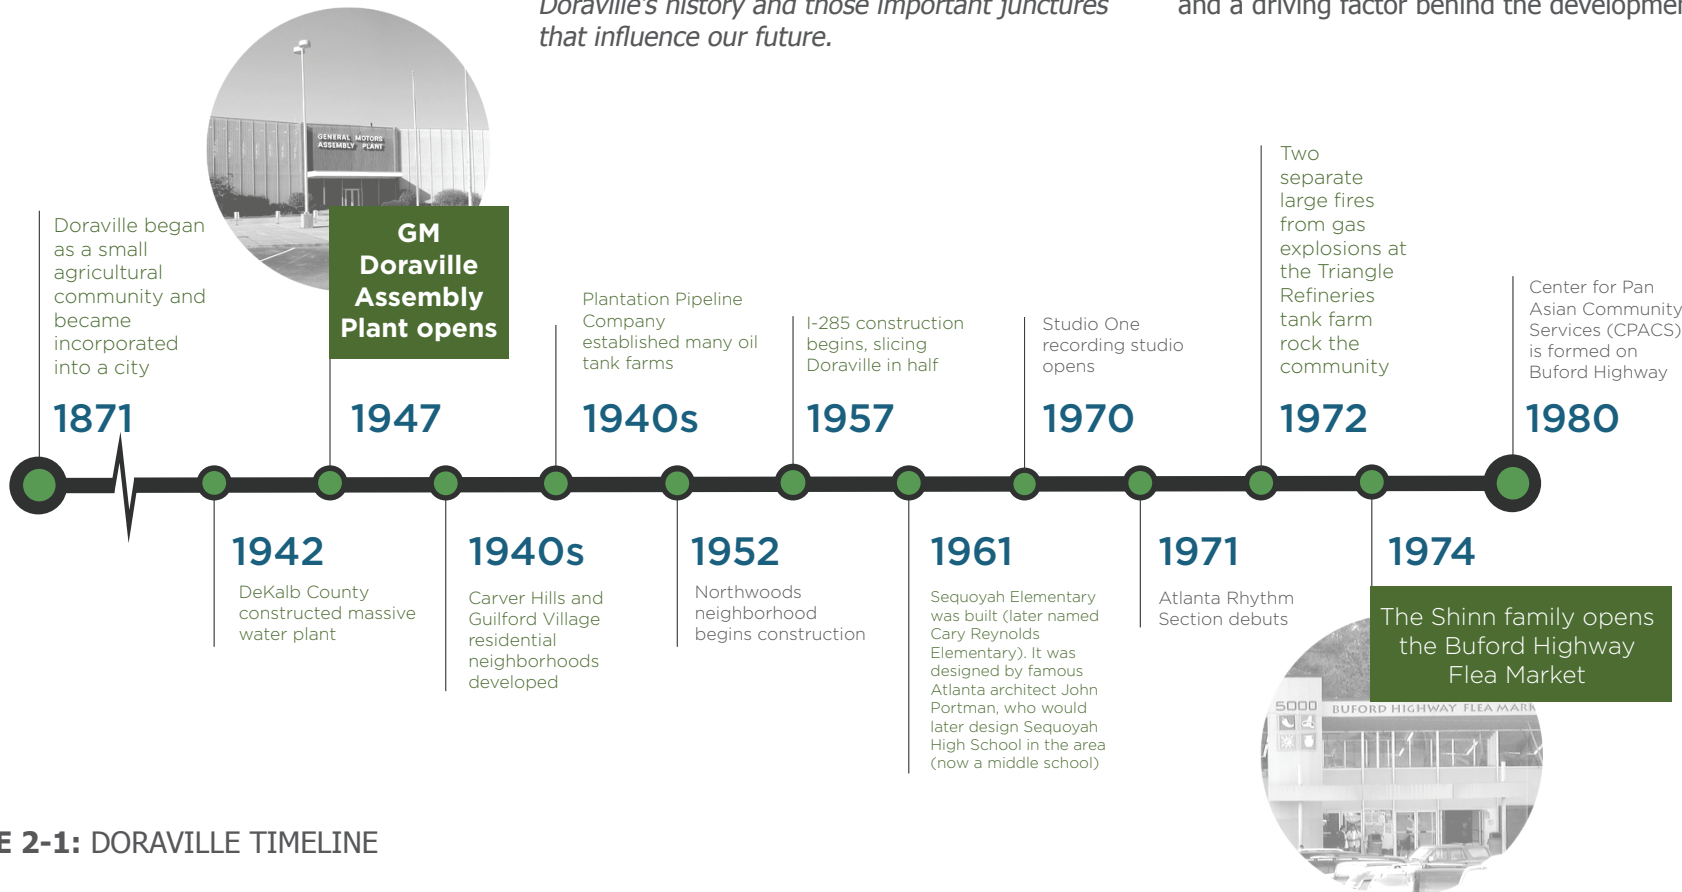 Doraville's history and those important junctures
that influence our future.
and a driving factor behind the
GENERAL MOTORS
ASSEMBLY PLANT
Doraville began
as a small
agricultural
community and
became
incorporated
into a city
1871
GM
Doraville
Assembly
Plant opens
1947
Plantation Pipeline
Company
established many oil
tank farms
1940s
I-285 construction
begins, slicing
Doraville in half
1957
Studio One
recording studio
opens
1970
Two
separate
large fires
from gas
explosions at
the Triangle
Refineries
tank farm
rock the
community
1972
Center for Pan
Asian Community
Services (CPACS)
is formed on
Buford Highway
1980
1942
DeKalb County
constructed massive
water plant
1940s
Carver Hills and
Guilford Village
residential
neighborhoods
developed
1952
Northwoods
neighborhood
begins construction
1961
Sequoyah Elementary
was built (later named
Cary Reynolds
Elementary). It was
designed by famous
Atlanta architect John
Portman, who would
later design Sequoyah
High School in the area
(now a middle school)
1971
Atlanta Rhythm
Section debuts
1974
The Shinn family opens
the Buford Highway
Flea Market
5000 BUFORD HIGHWAY FLEA MARK
E 2-1: DORAVILLE TIMELINE